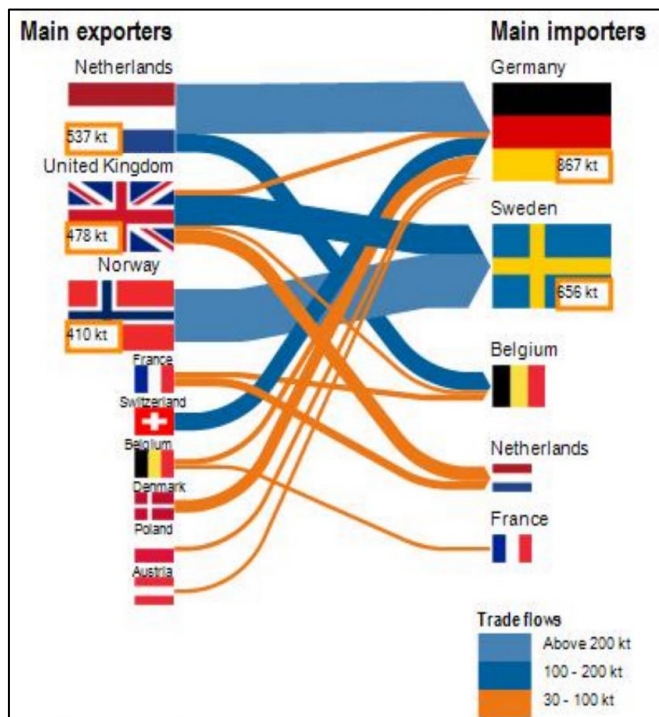 Main exporters
Main importers
Netherlands
Germany
537 kt
867 kt
United Kingdom
478 kt
Sweden
656 kt
Norway
410 kt
France
Belgium
Switzerland
Belgium
Netherlands
Denmark
Poland
France
Austria
Trade flows
Above 200 kt
100 - 200 kt
30 - 100 kt